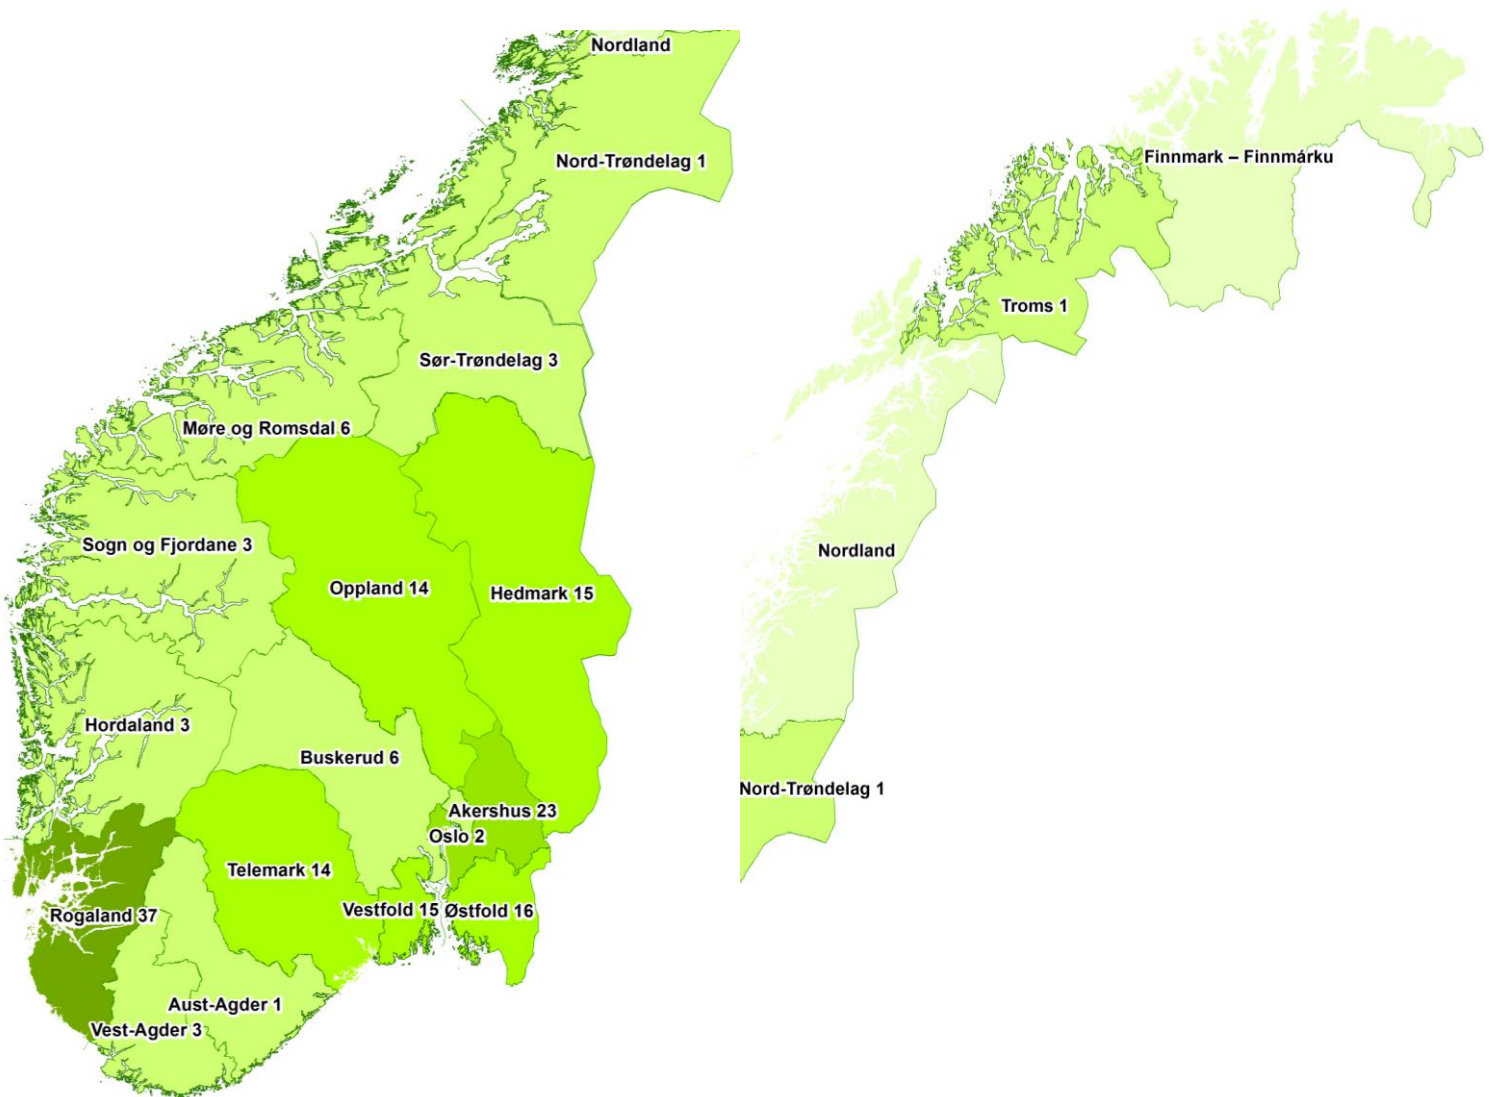 Nordland
Nord-Trøndelag 1
Sør-Trøndelag 3
Møre og Romsdal 6
Sogn og Fjordane 3
Oppland 14
Hedmark 15
Hordaland 3
Buskerud 6
Akershus 23
Oslo 2
Telemark 14
Vestfold 15
Østfold 16
Rogaland 37
Aust-Agder 1
Vest-Agder 3
Finnmark – Finnmárku
Troms 1
Nordland
Nord-Trøndelag 1